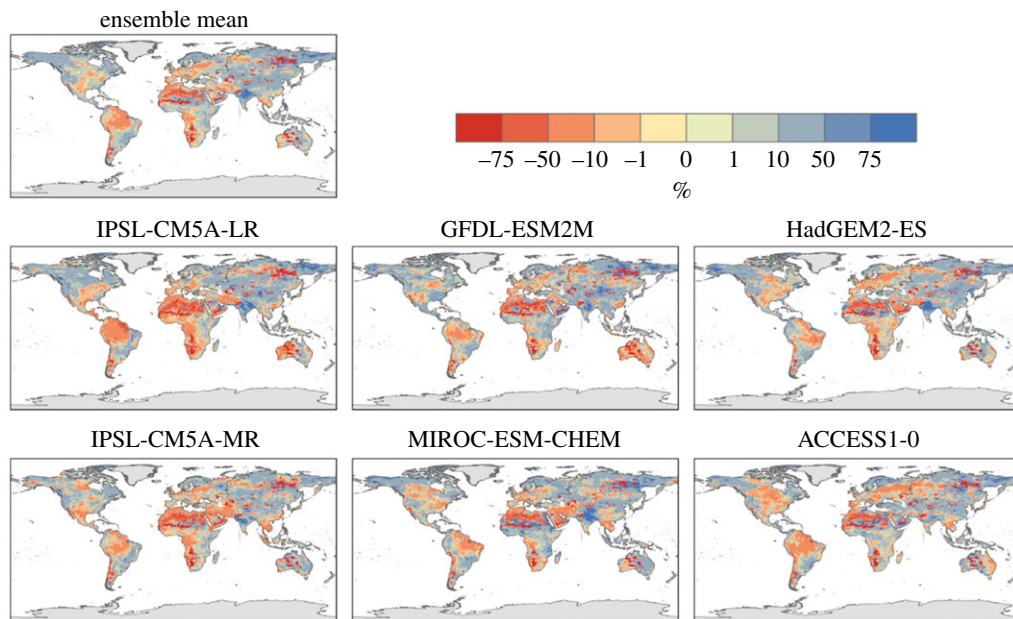 ensemble mean
–75 –50 –10 –1 0 1 10 50 75
%
IPSL-CM5A-LR GFDL-ESM2M HadGEM2-ES
IPSL-CM5A-MR MIROC-ESM-CHEM ACCESS1-0